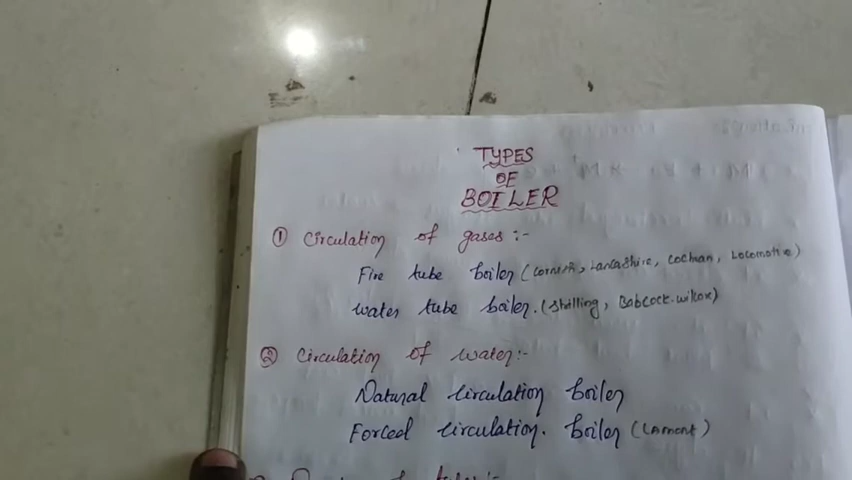 TYPES
OF
BOILER
① Circulation of gases :-
Fire tube boiler (Cornish, Lancashire, Cochran, Locomotive)
Water tube boiler. (Stirling, Babcock-wilcox)
② Circulation of water:-
Natural circulation boiler
Forced circulation. boiler (Lamont)